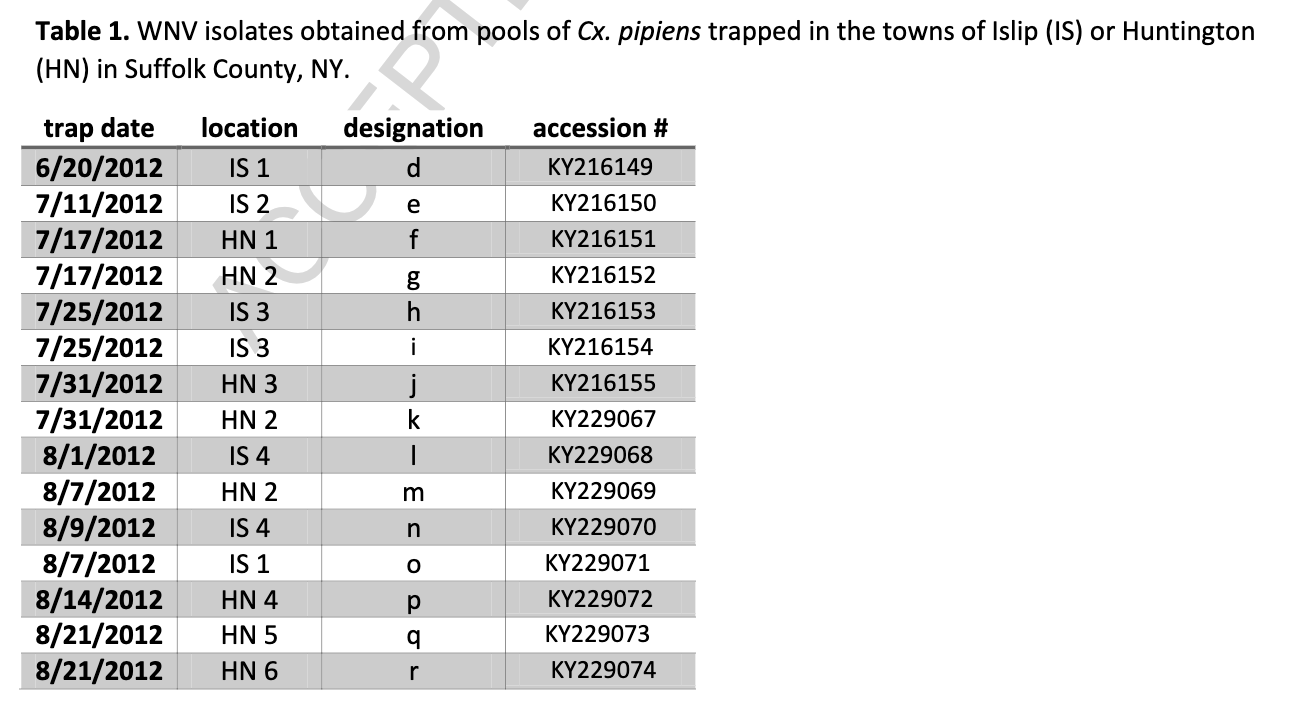 Table 1. WNV isolates obtained from pools of Cx. pipiens trapped in the towns of Islip (IS) or Huntington
(HN) in Suffolk County, NY.
trap date location designation accession #
6/20/2012 IS 1 d KY216149
7/11/2012 IS 2 e KY216150
7/17/2012 HN 1 f KY216151
7/17/2012 HN 2 g KY216152
7/25/2012 IS 3 h KY216153
7/25/2012 IS 3 i KY216154
7/31/2012 HN 3 j KY216155
7/31/2012 HN 2 k KY229067
8/1/2012 IS 4 l KY229068
8/7/2012 HN 2 m KY229069
8/9/2012 IS 4 n KY229070
8/7/2012 IS 1 o KY229071
8/14/2012 HN 4 p KY229072
8/21/2012 HN 5 q KY229073
8/21/2012 HN 6 r KY229074